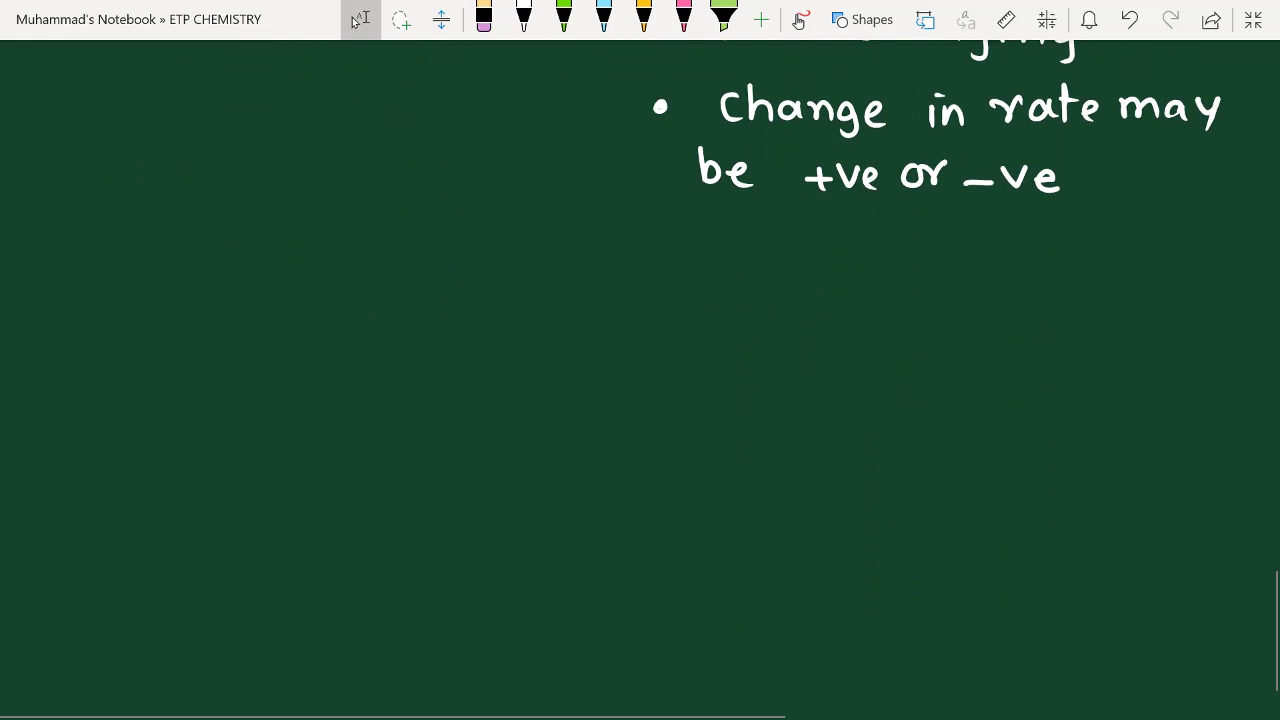 Muhammad's Notebook » ETP CHEMISTRY
Shapes
• Change in rate may
be +ve or -ve